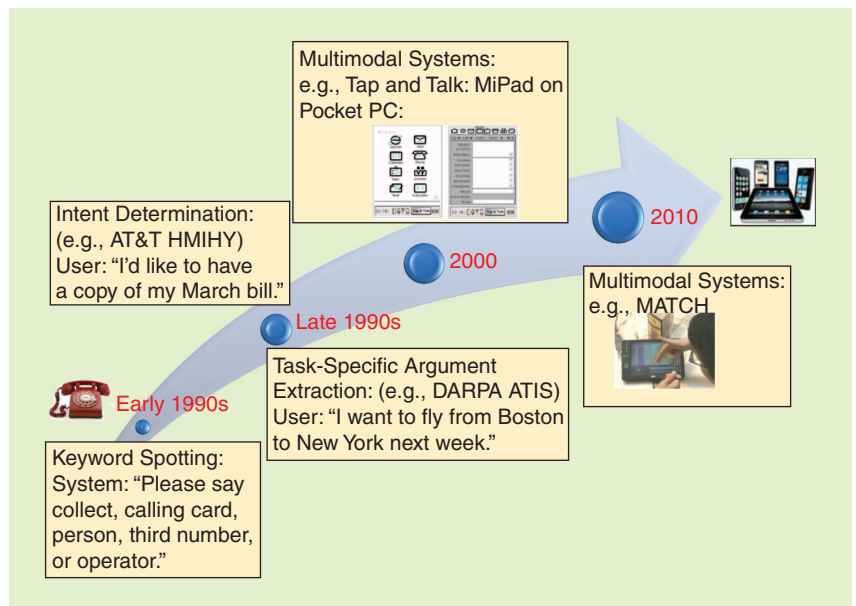 Multimodal Systems:
e.g., Tap and Talk: MiPad on
Pocket PC:
Intent Determination:
(e.g., AT&T HMIHY)
User: “I’d like to have
a copy of my March bill.”
2010
2000
Multimodal Systems:
e.g., MATCH
Late 1990s
Task-Specific Argument
Extraction: (e.g., DARPA ATIS)
User: “I want to fly from Boston
to New York next week.”
Early 1990s
Keyword Spotting:
System: “Please say
collect, calling card,
person, third number,
or operator.”